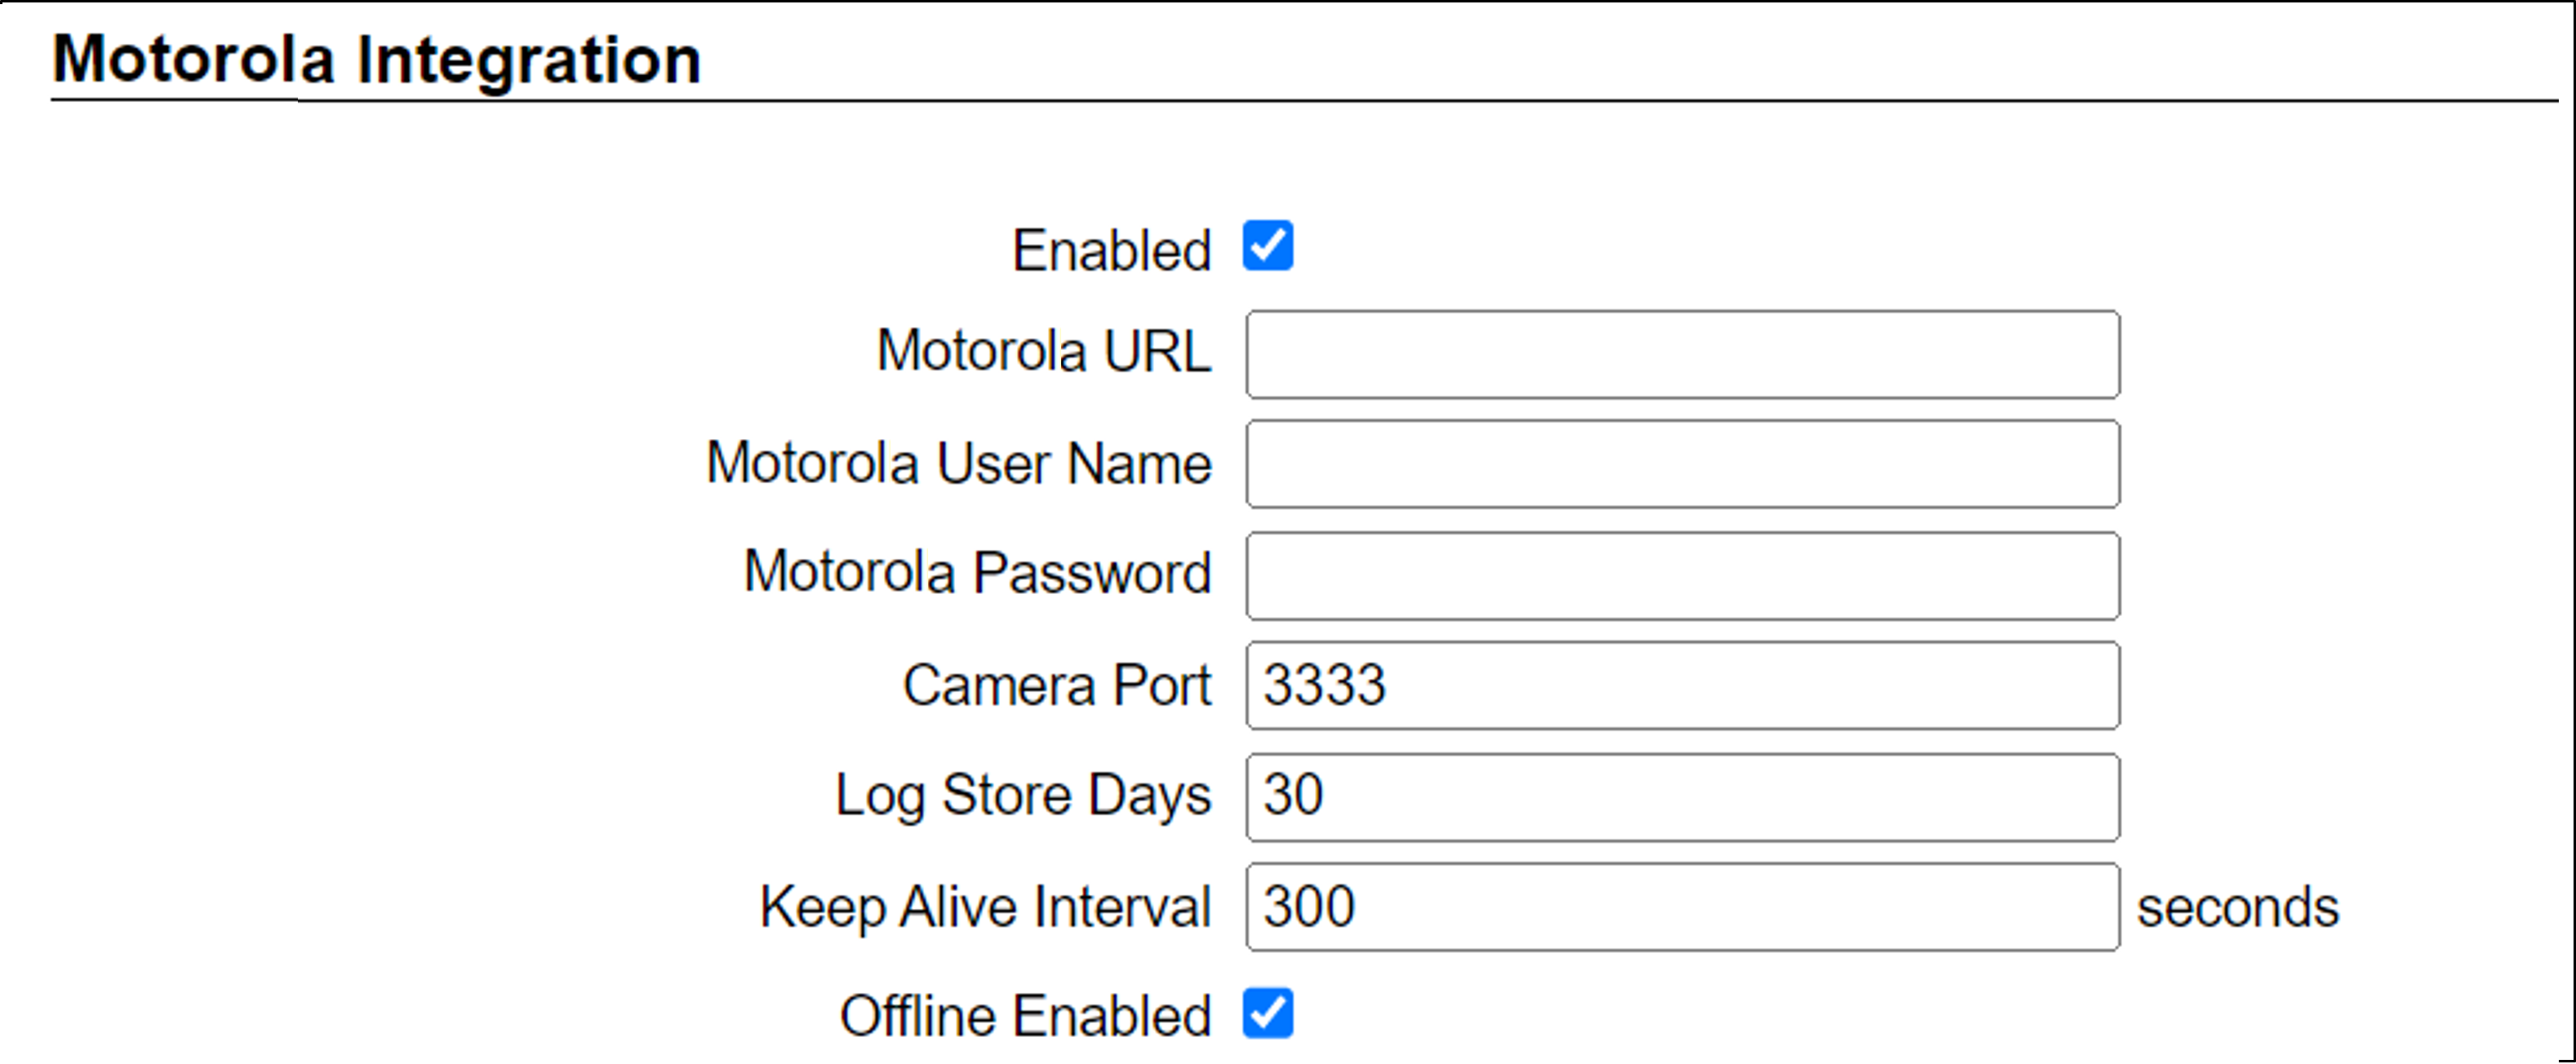 Motorola Integration
Enabled
Motorola URL
Motorola User Name
Motorola Password
Camera Port 3333
Log Store Days 30
Keep Alive Interval 300 seconds
Offline Enabled